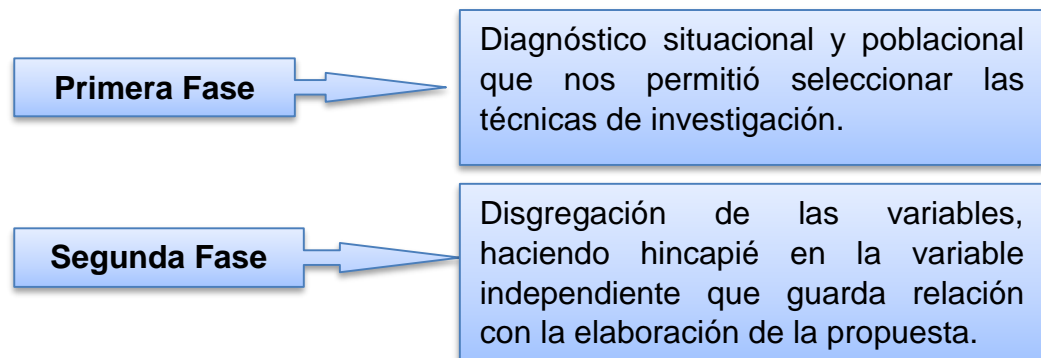 Primera Fase
Diagnóstico situacional y poblacional
que nos permitió seleccionar las
técnicas de investigación.
Segunda Fase
Disgregación de las variables,
haciendo hincapié en la variable
independiente que guarda relación
con la elaboración de la propuesta.